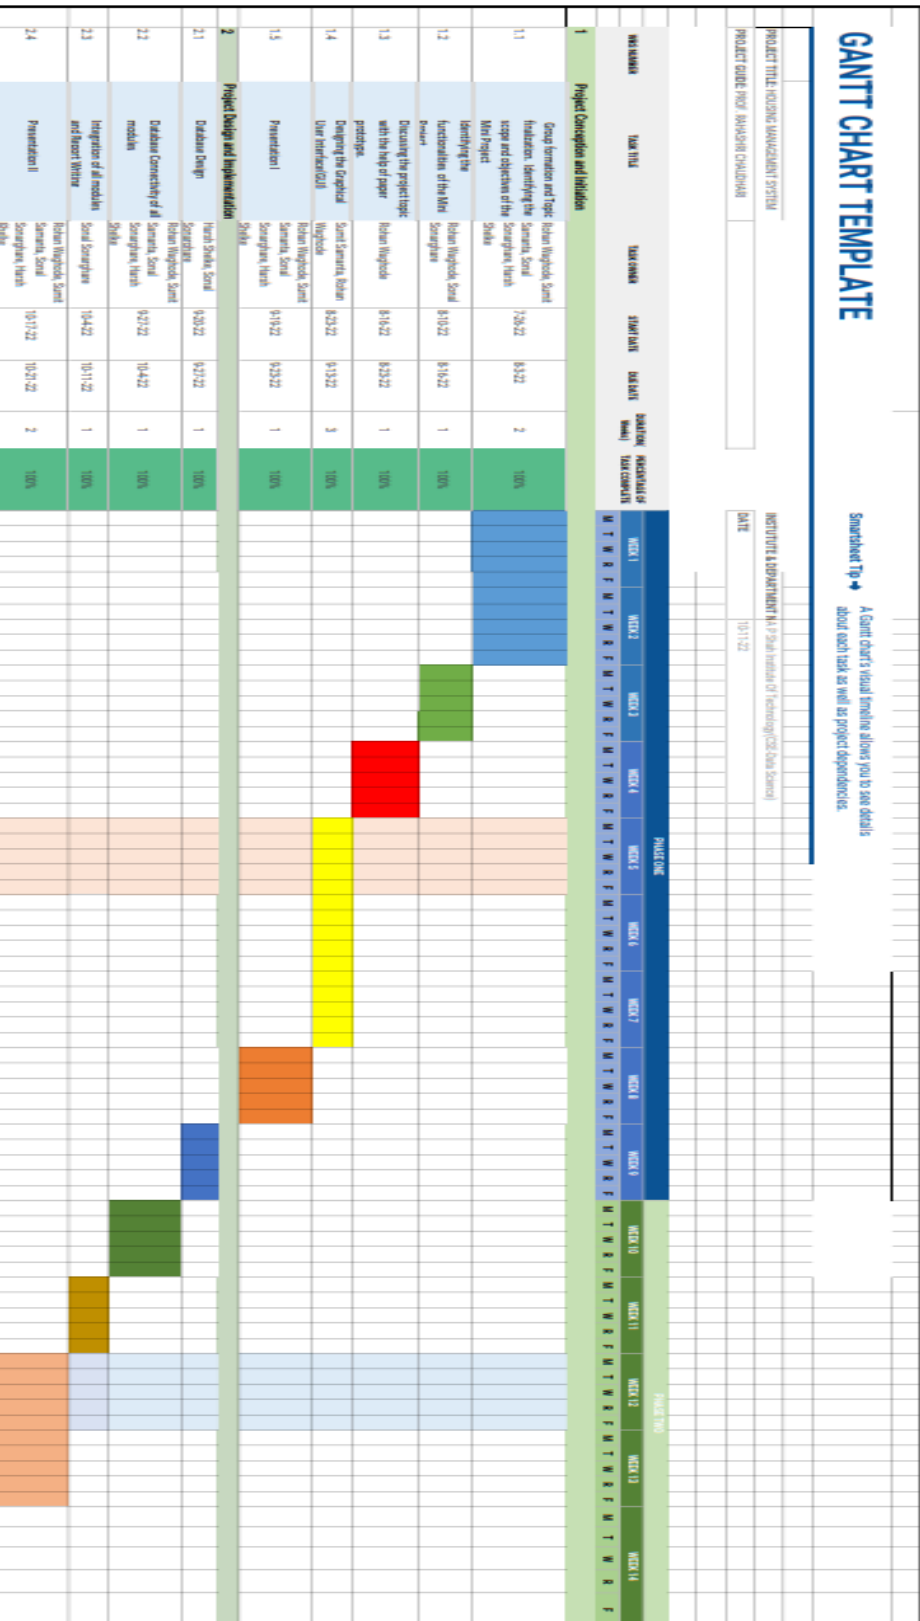 GANTT CHART TEMPLATE
Smartsheet Tip ➜
A Gantt chart's visual timeline allows you to see details
about each task as well as project dependencies.
PROJECT TITLE: HOUSING MANAGEMENT SYSTEM
INSTUTUTE & DEPARTMENT N A P Shah Institute Of Technology(CSE-Data Science)
PROJECT GUIDE: PROF. CHAUDHARI
DATE 10-11-22
PHASE ONE PHASE TWO
WBS NUMBER TASK TITLE TASK OWNER START DATE DUE DATE DURATION( Weeks) PERCENTAGE OF TASK COMPLETE
WEEK 1 WEEK 2 WEEK 3 WEEK 4 WEEK 5 WEEK 6 WEEK 7 WEEK 8 WEEK 9 WEEK 10 WEEK 11 WEEK 12 WEEK 13 WEEK 14
M T W R F M T W R F M T W R F M T W R F M T W R F M T W R F M T W R F M T W R F M T W R F M T W R F M T W R F M T W R F M T W R F M T W R F
1 Project Conception and Initiation
1.1
Group formation and Topic
finalization. Identifying the
scope and objectives of the
Mini Project
Rohan Waghode, Sumit
Samanta, Sonal
Sonarghare, Harsh
Shelke
7-26-22 8-3-22 2 100%
1.2
Identifying the
functionalities of the Mini
Rohan Waghode, Sonal
Sonarghare
8-10-22 8-16-22 1 100%
1.3
Discussing the project topic
with the help of paper
prototype.
Rohan Waghode
8-16-22 8-23-22 1 100%
1.4
Designing the Graphical
User Interface(GUI)
Sumit Samanta, Rohan
Waghode
8-23-22 9-13-22 3 100%
1.5
Presentation I
Rohan Waghode, Sumit
Samanta, Sonal
Sonarghare, Harsh
Shelke
9-19-22 9-23-22 1 100%
2 Project Design and Implementation
2.1
Database Design
Harsh Shelke, Sonal
Sonarghare
9-20-22 9-27-22 1 100%
2.2
Database Connectivity of all
modules
Rohan Waghode, Sumit
Samanta, Sonal
Sonarghare, Harsh
Shelke
9-27-22 10-4-22 1 100%
2.3
Integration of all modules
and Report Writing
Sonal Sonarghare
10-4-22 10-11-22 1 100%
2.4
Presentation II
Rohan Waghode, Sumit
Samanta, Sonal
Sonarghare, Harsh
Shelke
10-17-22 10-21-22 2 100%